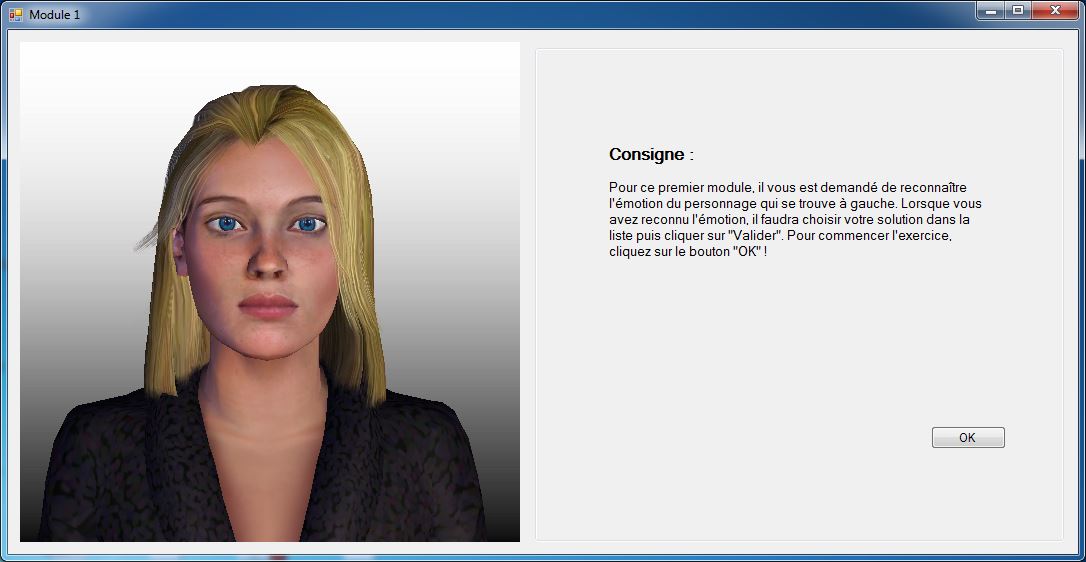 Module 1
Consigne :
Pour ce premier module, il vous est demandé de reconnaître
l'émotion du personnage qui se trouve à gauche. Lorsque vous
avez reconnu l'émotion, il faudra choisir votre solution dans la
liste puis cliquer sur "Valider". Pour commencer l'exercice,
cliquez sur le bouton "OK" !
OK